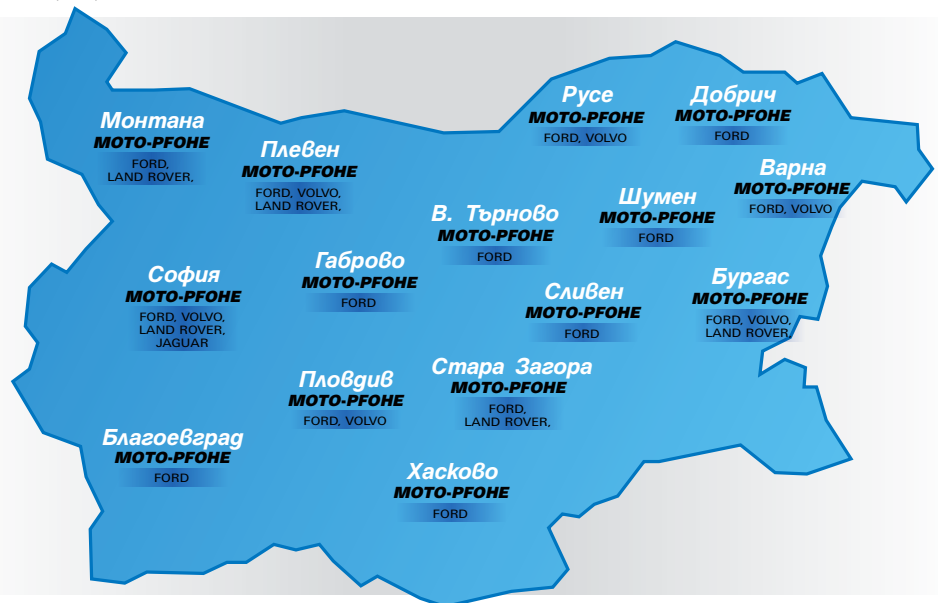 Русе
МОТО-PFOHE
FORD, VOLVO
Добрич
МОТО-PFOHE
FORD
Монтана
МОТО-PFOHE
FORD,
LAND ROVER,
Плевен
МОТО-PFOHE
FORD, VOLVO,
LAND ROVER,
Варна
МОТО-PFOHE
FORD, VOLVO
Шумен
МОТО-PFOHE
FORD
В. Търново
МОТО-PFOHE
FORD
Габрово
МОТО-PFOHE
FORD
София
МОТО-PFOHE
FORD, VOLVO,
LAND ROVER,
JAGUAR
Сливен
МОТО-PFOHE
FORD
Бургас
МОТО-PFOHE
FORD, VOLVO,
LAND ROVER,
Пловдив
МОТО-PFOHE
FORD, VOLVO
Стара Загора
МОТО-PFOHE
FORD,
LAND ROVER,
Благоевград
МОТО-PFOHE
FORD
Хасково
МОТО-PFOHE
FORD